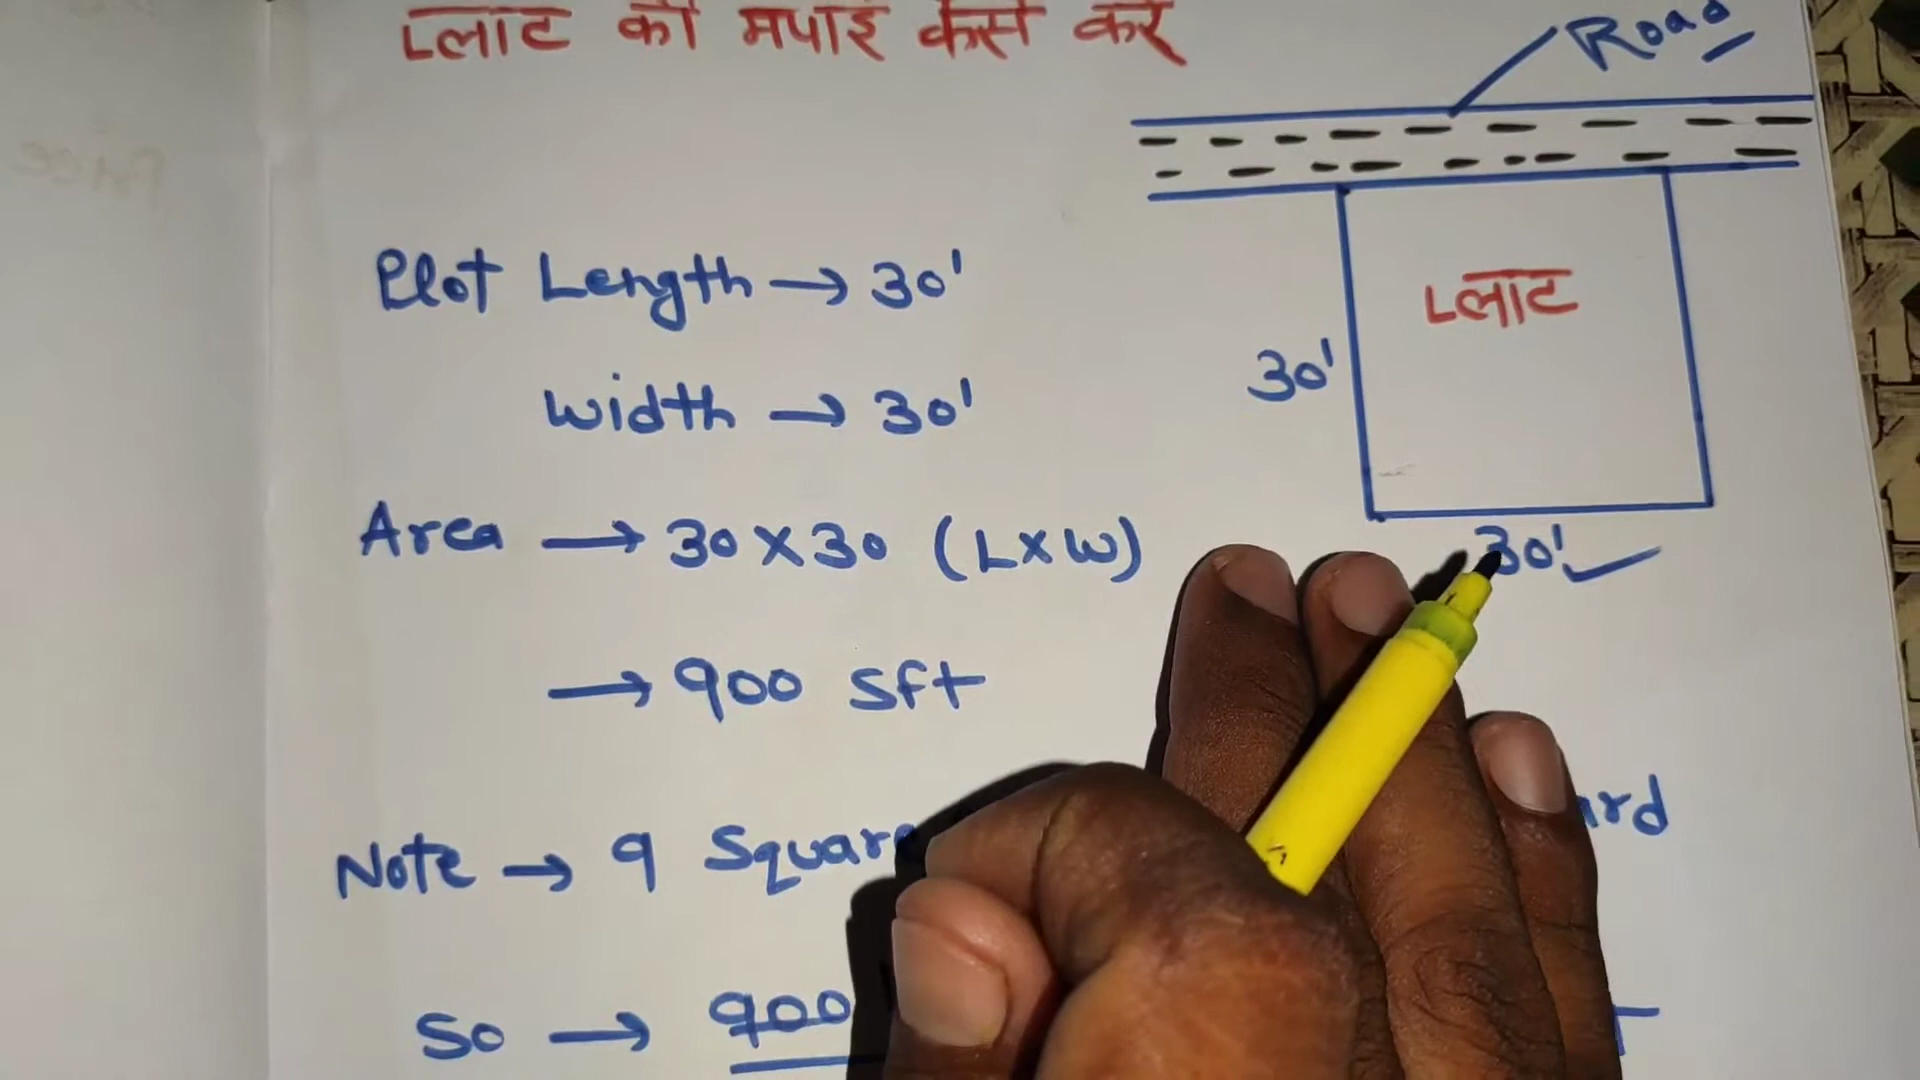 प्लाट की मपाई कैसे करें
Road
Plot Length → 30'
प्लाट
30'
Width → 30'
Area → 30×30 (L×W)
30'
→ 900 Sft
Note → 9 Square
So → 900